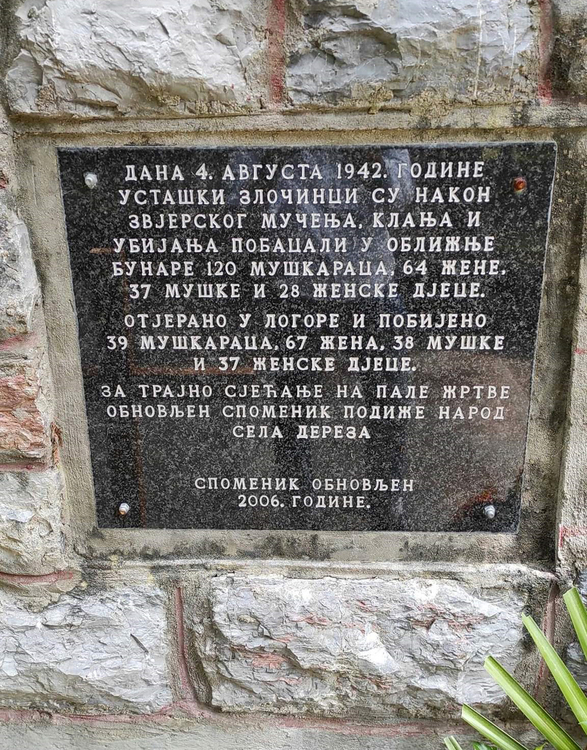 ДАНА 4. АВГУСТА 1942. ГОДИНЕ
УСТАШКИ ЗЛОЧИНЦИ СУ НАКОН
ЗВЈЕРСКОГ МУЧЕЊА, КЛАЊА И
УБИЈАЊА ПОБАЦАЛИ У ОБЛИЖЊЕ
БУНАРЕ 120 МУШКАРАЦА, 64 ЖЕНЕ.
37 МУШКЕ И 28 ЖЕНСКЕ ДЈЕЦЕ.
ОТЈЕРАНО У ЛОГОРЕ И ПОБИЈЕНО
39 МУШКАРАЦА, 67 ЖЕНА, 38 МУШКЕ
И 37 ЖЕНСКЕ ДЈЕЦЕ.
ЗА ТРАЈНО СЈЕЋАЊЕ НА ПАЛЕ ЖРТВЕ
ОБНОВЉЕН СПОМЕНИК ПОДИЖЕ НАРОД
СЕЛА ДЕРЕЗА
СПОМЕНИК ОБНОВЉЕН
2006. ГОДИНЕ.